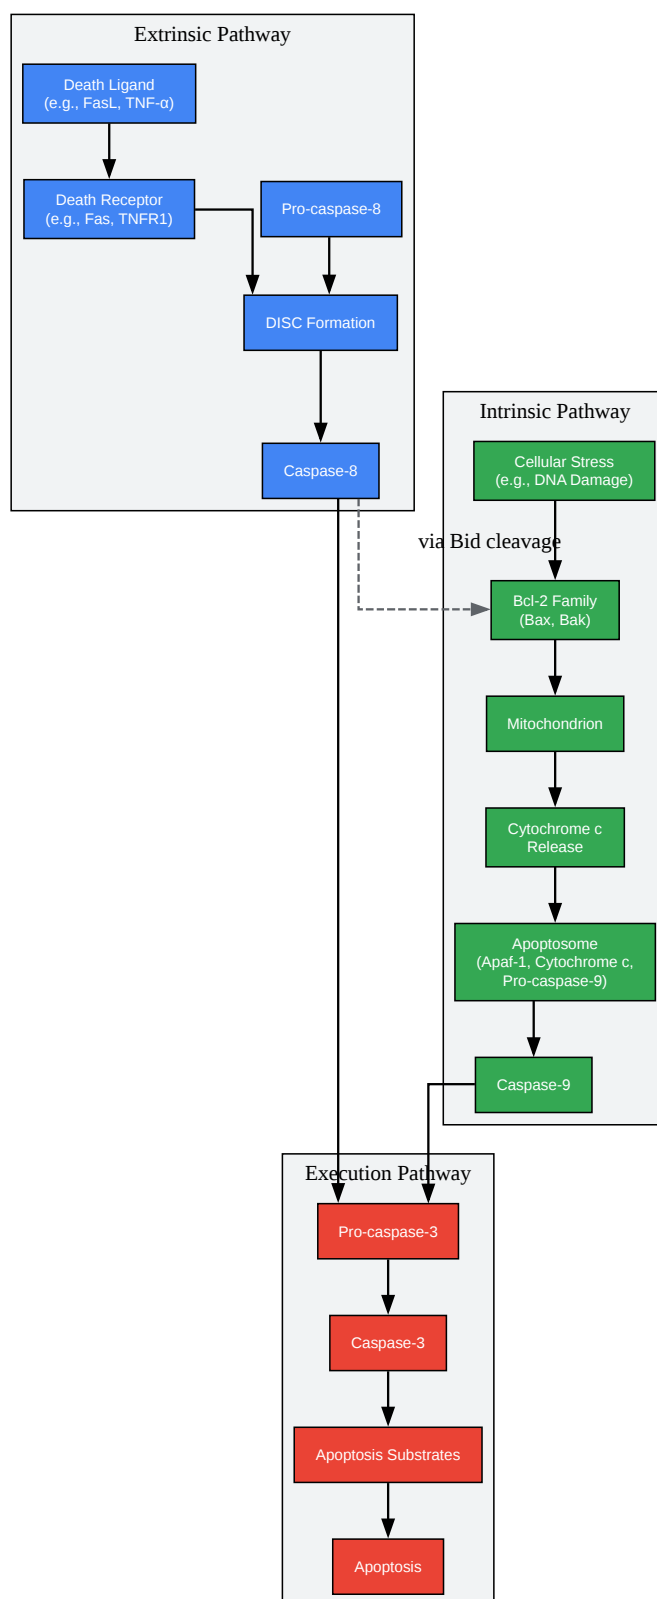 Extrinsic Pathway
Death Ligand
(e.g., FasL, TNF-α)
Death Receptor
(e.g., Fas, TNFR1)
Pro-caspase-8
DISC Formation
Caspase-8
Intrinsic Pathway
Cellular Stress
(e.g., DNA Damage)
via Bid cleavage
Bcl-2 Family
(Bax, Bak)
Mitochondrion
Cytochrome c
Release
Apoptosome
(Apaf-1, Cytochrome c,
Pro-caspase-9)
Caspase-9
Execution Pathway
Pro-caspase-3
Caspase-3
Apoptosis Substrates
Apoptosis